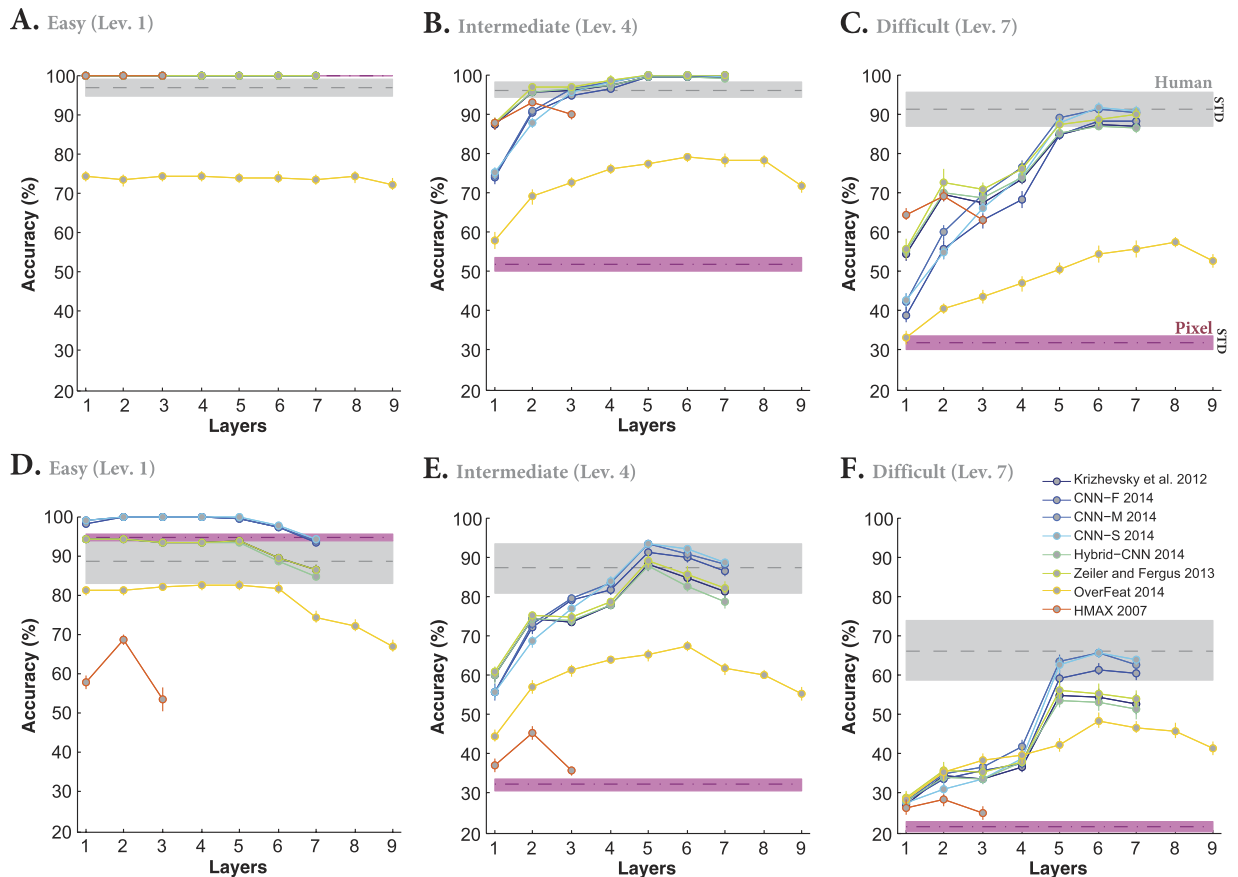 A. Easy (Lev. 1)
100
90
80
70
60
50
40
30
20
Accuracy (%)
1 2 3 4 5 6 7 8 9
Layers
B. Intermediate (Lev. 4)
100
90
80
70
60
50
40
30
20
Accuracy (%)
1 2 3 4 5 6 7 8 9
Layers
C. Difficult (Lev. 7)
100
90
80
70
60
50
40
30
20
Accuracy (%)
Human
STD
Pixel
STD
1 2 3 4 5 6 7 8 9
Layers
D. Easy (Lev. 1)
100
90
80
70
60
50
40
30
20
Accuracy (%)
1 2 3 4 5 6 7 8 9
Layers
E. Intermediate (Lev. 4)
100
90
80
70
60
50
40
30
20
Accuracy (%)
1 2 3 4 5 6 7 8 9
Layers
F. Difficult (Lev. 7)
Krizhevsky et al. 2012
CNN−F 2014
CNN−M 2014
CNN−S 2014
Hybrid−CNN 2014
Zeiler and Fergus 2013
OverFeat 2014
HMAX 2007
100
90
80
70
60
50
40
30
20
Accuracy (%)
1 2 3 4 5 6 7 8 9
Layers